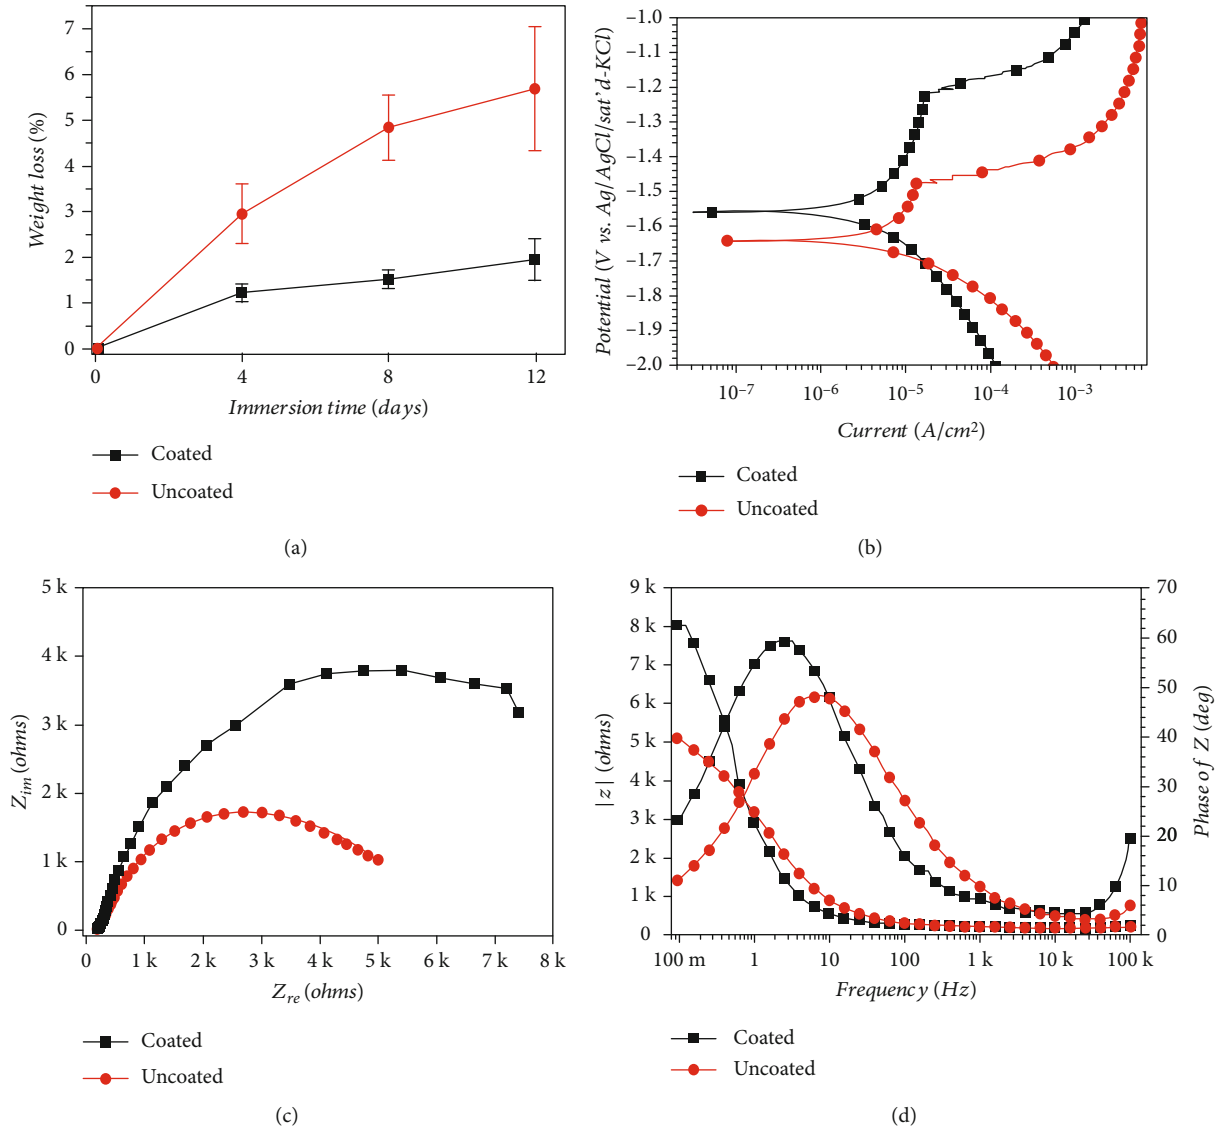 7
6
5
4
3
2
1
0
Weight loss (%)
0 4 8 12
Immersion time (days)
Coated
Uncoated
(a)
−1.0
−1.1
−1.2
−1.3
−1.4
−1.5
−1.6
−1.7
−1.8
−1.9
−2.0
Potential (V vs. Ag/AgCl/sat'd-KCl)
10−7 10−6 10−5 10−4 10−3
Current (A/cm2)
Coated
Uncoated
(b)
5 k
4 k
3 k
2 k
1 k
0
Zim (ohms)
0 1 k 2 k 3 k 4 k 5 k 6 k 7 k 8 k
Zre (ohms)
Coated
Uncoated
(c)
9 k
8 k
7 k
6 k
5 k
4 k
3 k
2 k
1 k
0
|z| (ohms)
70
60
50
40
30
20
10
0
Phase of Z (deg)
100 m 1 10 100 1 k 10 k 100 k
Frequency (Hz)
Coated
Uncoated
(d)